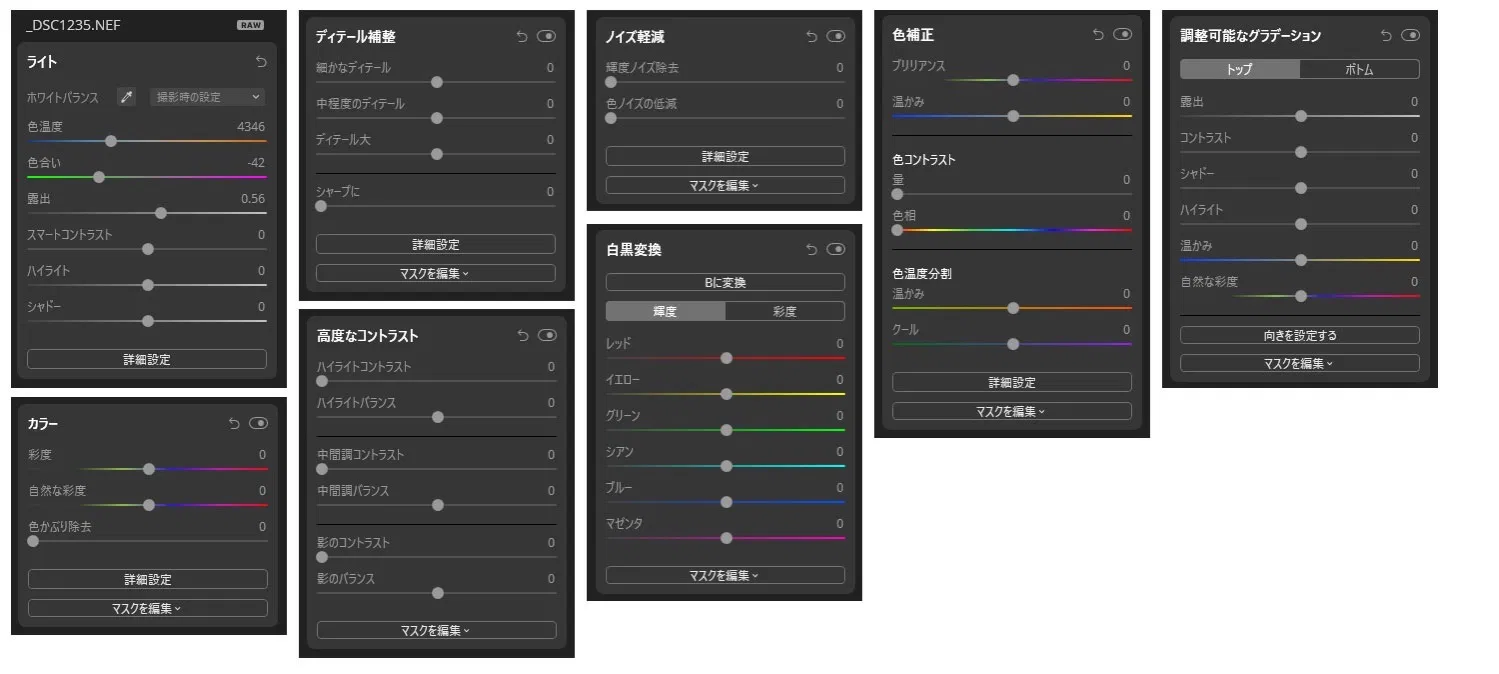 _DSC1235.NEF RAW
ライト
ホワイトバランス 撮影時の設定
色温度 4346
色合い -42
露出 0.56
スマートコントラスト 0
ハイライト 0
シャドー 0
詳細設定
カラー
彩度 0
自然な彩度 0
色かぶり除去 0
詳細設定
マスクを編集
ディテール補整
細かなディテール 0
中程度のディテール 0
ディテール大 0
シャープに 0
詳細設定
マスクを編集
高度なコントラスト
ハイライトコントラスト 0
ハイライトバランス 0
中間調コントラスト 0
中間調バランス 0
影のコントラスト 0
影のバランス 0
マスクを編集
ノイズ軽減
輝度ノイズ除去 0
色ノイズの低減 0
詳細設定
マスクを編集
白黒変換
Bに変換
輝度 彩度
レッド 0
イエロー 0
グリーン 0
シアン 0
ブルー 0
マゼンタ 0
マスクを編集
色補正
ブリリアンス 0
温かみ 0
色コントラスト
量 0
色相 0
色温度分割
温かみ 0
クール 0
詳細設定
マスクを編集
調整可能なグラデーション
トップ ボトム
露出 0
コントラスト 0
シャドー 0
ハイライト 0
温かみ 0
自然な彩度 0
向きを設定する
マスクを編集